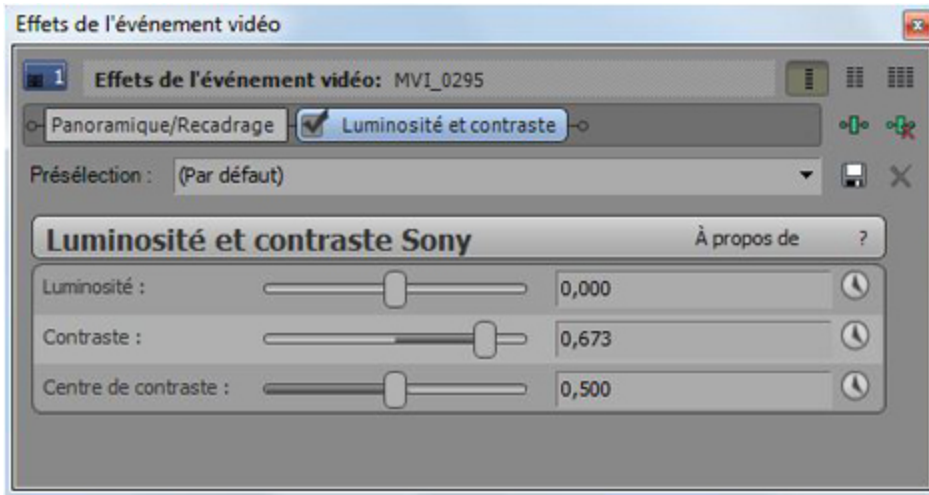 Effets de l'événement vidéo
1 Effets de l'événement vidéo: MVI_0295
Panoramique/Recadrage Luminosité et contraste
Présélection : (Par défaut)
Luminosité et contraste Sony À propos de ?
Luminosité : 0,000
Contraste : 0,673
Centre de contraste : 0,500